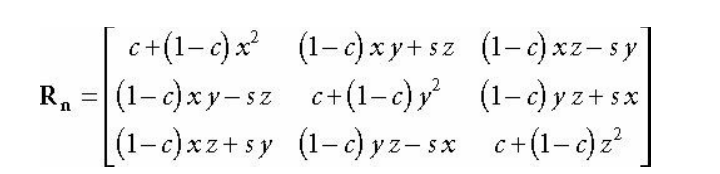 c+(1−c)x² (1−c)xy+sz (1−c)xz−sy
Rₙ = (1−c)xy−sz c+(1−c)y² (1−c)yz+sx
(1−c)xz+sy (1−c)yz−sx c+(1−c)z²